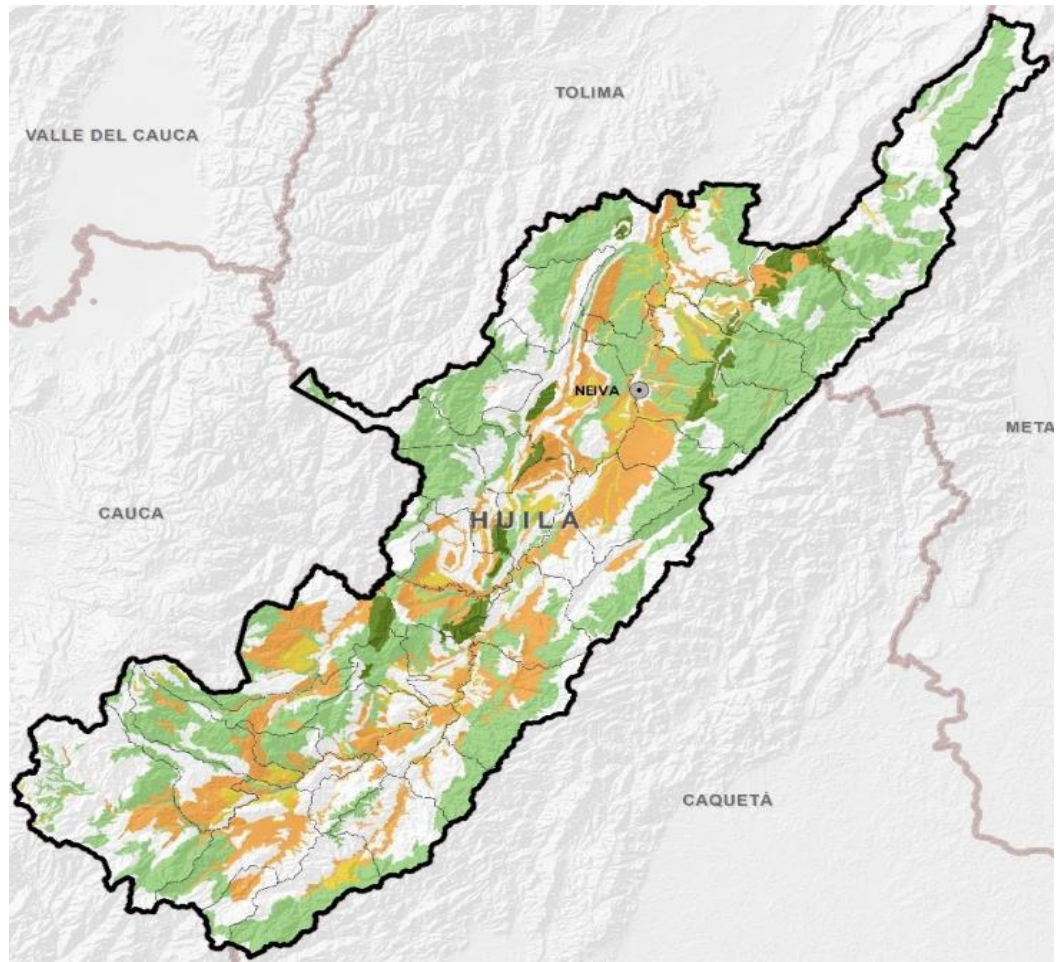 TOLIMA
VALLE DEL CAUCA
NEIVA
META
CAUCA
HUILA
CAQUETÁ